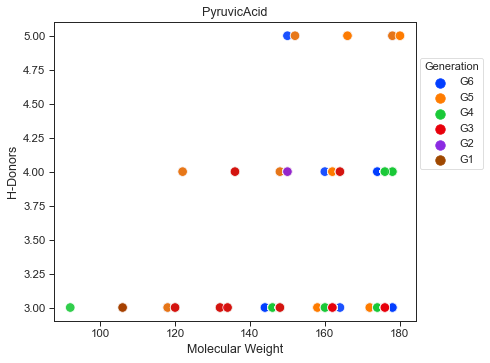 PyruvicAcid
5.00
4.75
4.50
4.25
4.00
3.75
3.50
3.25
3.00
H-Donors
100
120
140
160
180
Molecular Weight
Generation
G6
G5
G4
G3
G2
G1